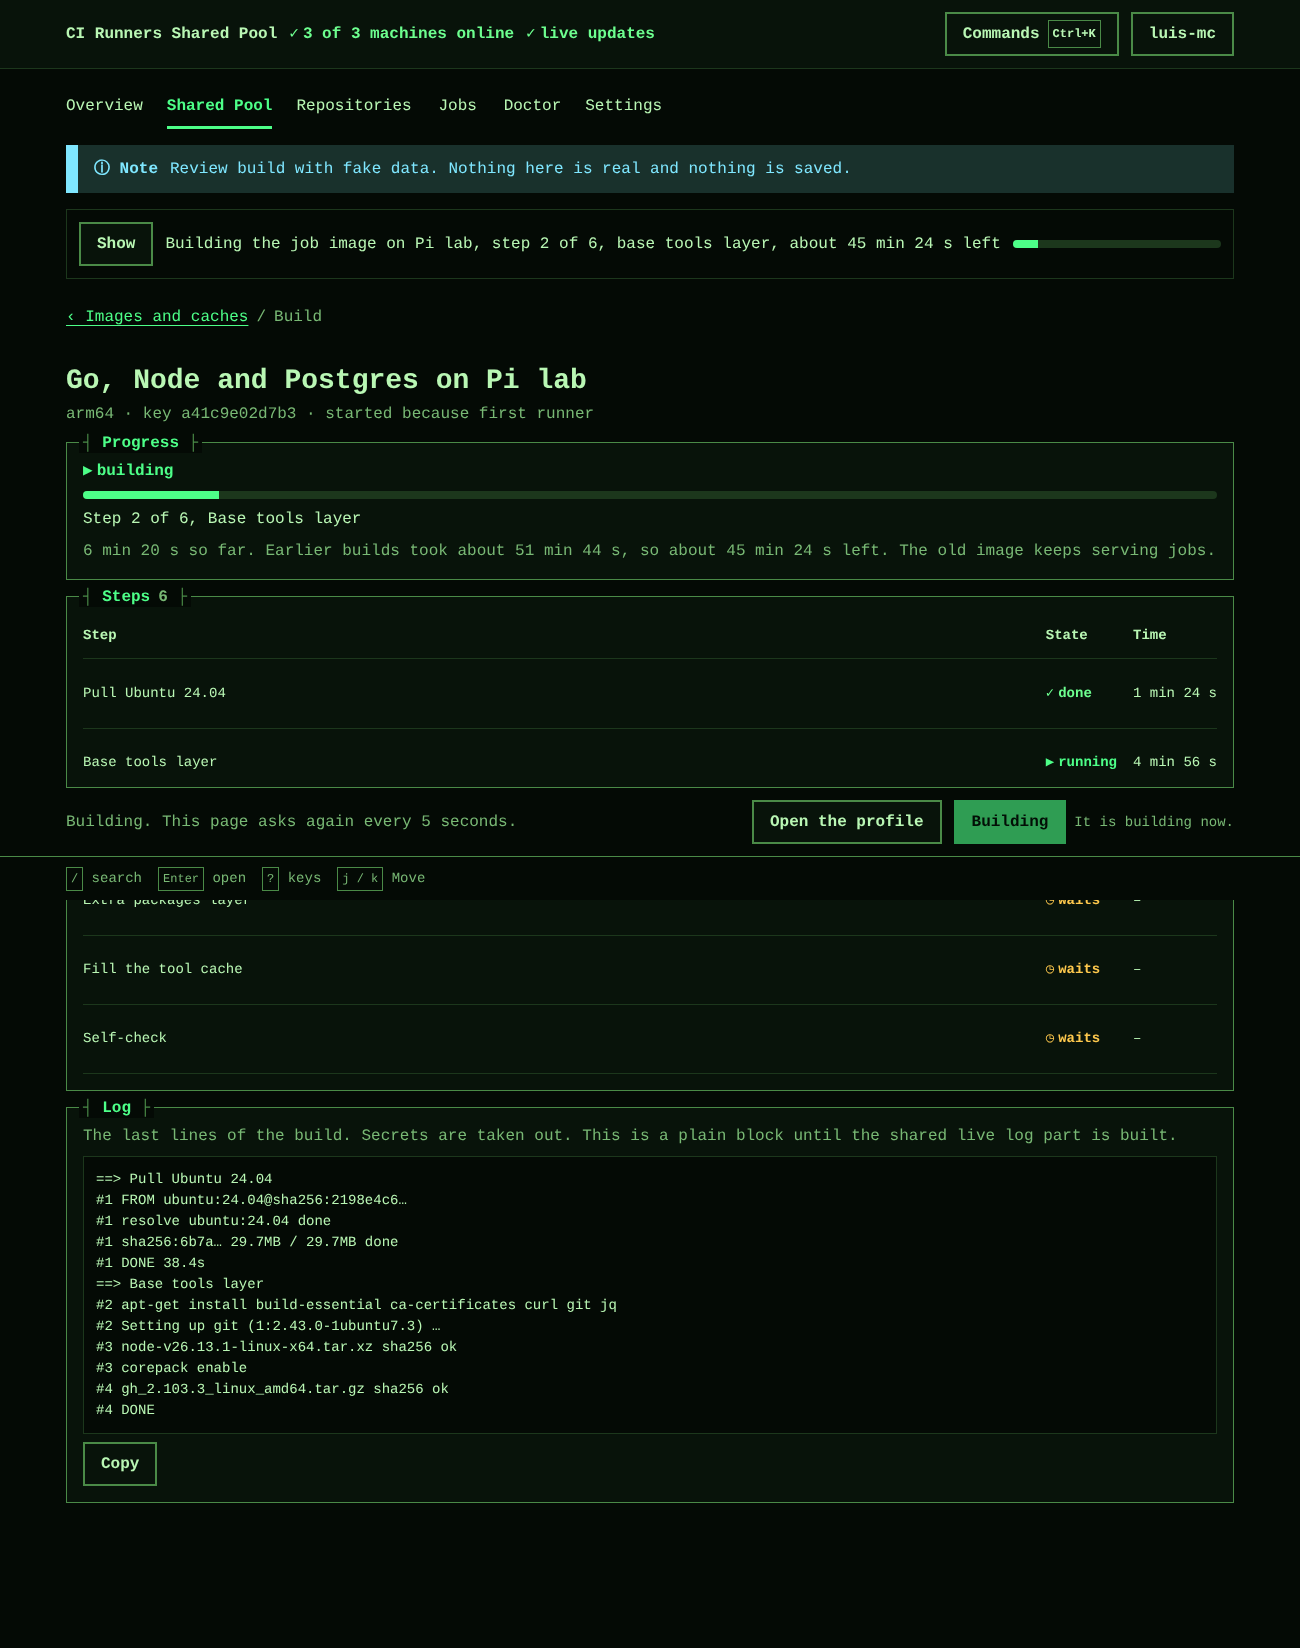 CI Runners Shared Pool ✓ 3 of 3 machines online ✓ live updates Commands Ctrl+K luis-mc
Overview Shared Pool Repositories Jobs Doctor Settings
ⓘ Note Review build with fake data. Nothing here is real and nothing is saved.
Show Building the job image on Pi lab, step 2 of 6, base tools layer, about 45 min 24 s left
‹ Images and caches / Build
Go, Node and Postgres on Pi lab
arm64 · key a41c9e02d7b3 · started because first runner
Progress
▶ building
Step 2 of 6, Base tools layer
6 min 20 s so far. Earlier builds took about 51 min 44 s, so about 45 min 24 s left. The old image keeps serving jobs.
Steps 6
Step State Time
Pull Ubuntu 24.04 ✓ done 1 min 24 s
Base tools layer ▶ running 4 min 56 s
Building. This page asks again every 5 seconds. Open the profile Building It is building now.
/ search Enter open ? keys j / k Move
Extra packages layer ◷ waits –
Fill the tool cache ◷ waits –
Self-check ◷ waits –
Log
The last lines of the build. Secrets are taken out. This is a plain block until the shared live log part is built.
==> Pull Ubuntu 24.04
#1 FROM ubuntu:24.04@sha256:2198e4c6…
#1 resolve ubuntu:24.04 done
#1 sha256:6b7a… 29.7MB / 29.7MB done
#1 DONE 38.4s
==> Base tools layer
#2 apt-get install build-essential ca-certificates curl git jq
#2 Setting up git (1:2.43.0-1ubuntu7.3) …
#3 node-v26.13.1-linux-x64.tar.xz sha256 ok
#3 corepack enable
#4 gh_2.103.3_linux_amd64.tar.gz sha256 ok
#4 DONE
Copy